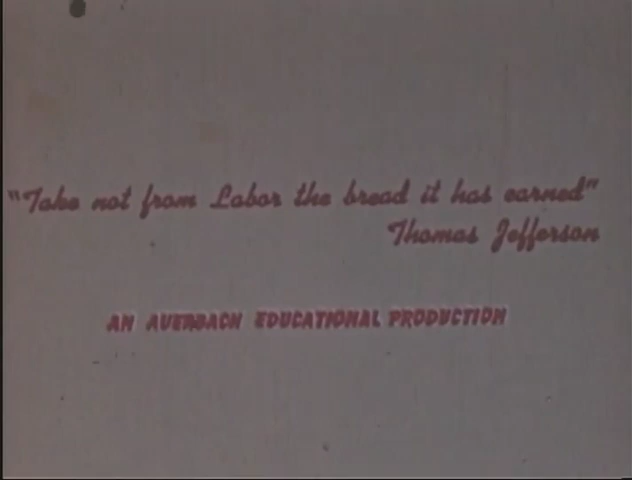 "Take not from Labor the bread it has earned"
Thomas Jefferson
AN AUERBACH EDUCATIONAL PRODUCTION